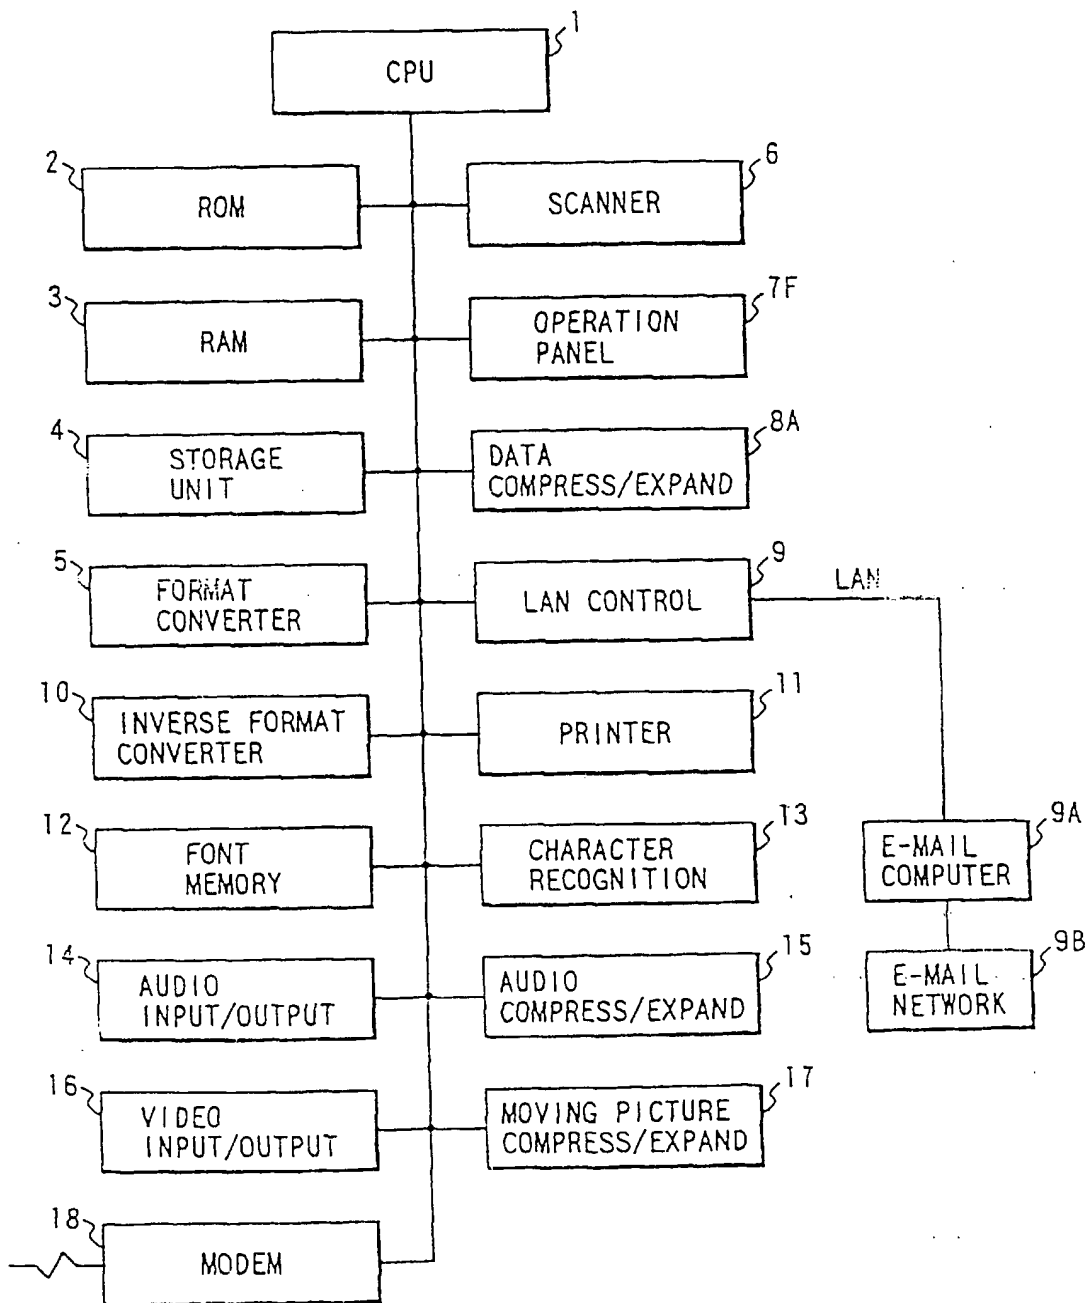 1
CPU
2
ROM
6
SCANNER
3
RAM
7F
OPERATION
PANEL
4
STORAGE
UNIT
8A
DATA
COMPRESS/EXPAND
5
FORMAT
CONVERTER
9
LAN CONTROL
LAN
10
INVERSE FORMAT
CONVERTER
11
PRINTER
12
FONT
MEMORY
13
CHARACTER
RECOGNITION
9A
E-MAIL
COMPUTER
14
AUDIO
INPUT/OUTPUT
15
AUDIO
COMPRESS/EXPAND
9B
E-MAIL
NETWORK
16
VIDEO
INPUT/OUTPUT
17
MOVING PICTURE
COMPRESS/EXPAND
18
MODEM